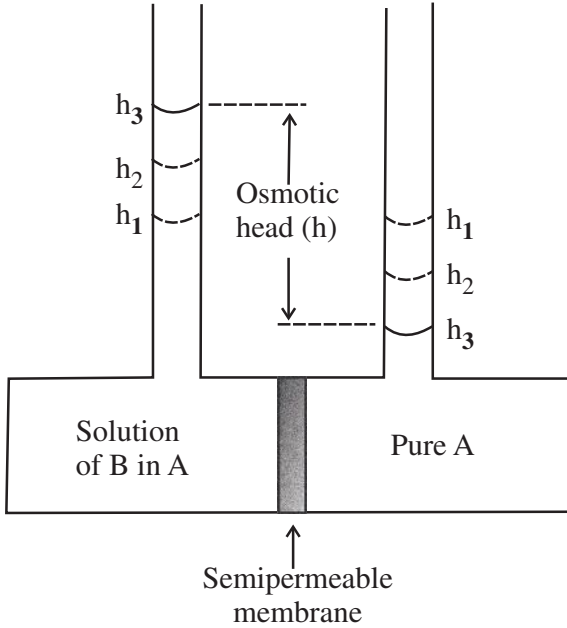 h₃
h₂
h₁
Osmotic
head (h)
h₁
h₂
h₃
Solution
of B in A
Pure A
Semipermeable
membrane